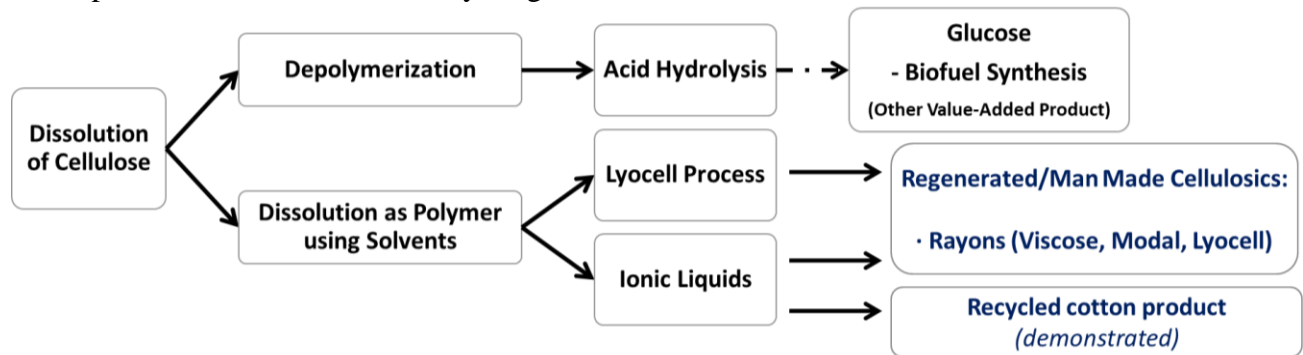 Depolymerization
Acid Hydrolysis
Glucose
- Biofuel Synthesis
(Other Value-Added Product)
Dissolution
of Cellulose
Dissolution as Polymer
using Solvents
Lyocell Process
Ionic Liquids
Regenerated/Man Made Cellulosics:
· Rayons (Viscose, Modal, Lyocell)
Recycled cotton product
(demonstrated)